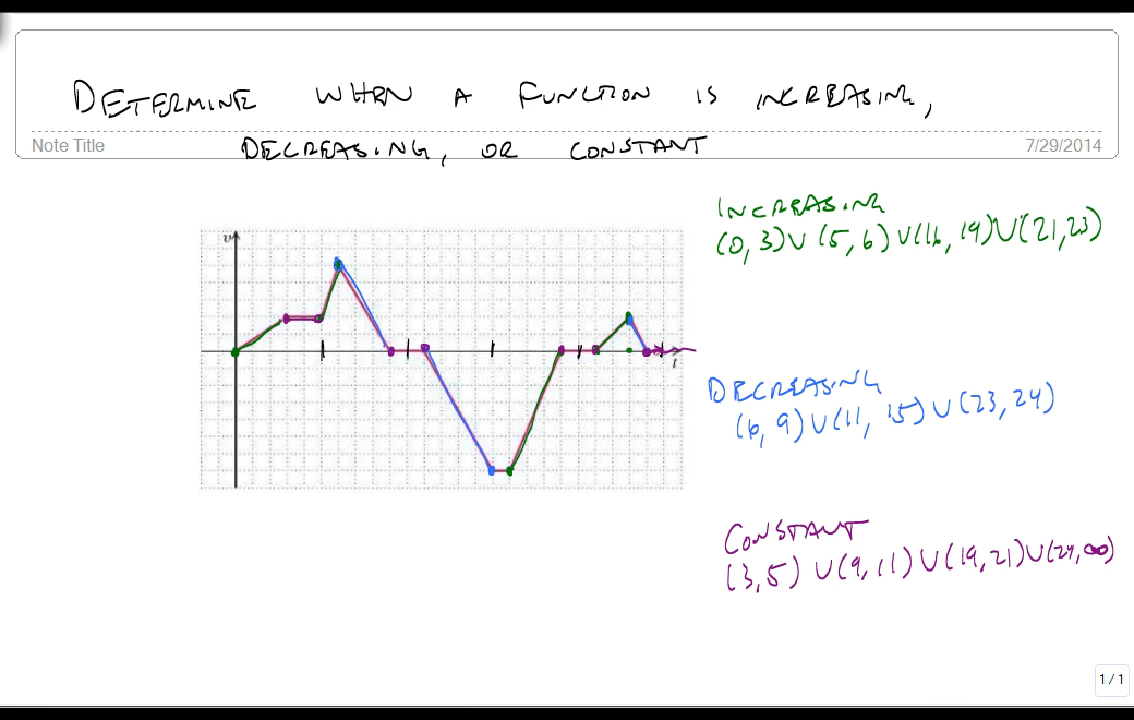 DETERMINE WHEN A FUNCTION IS INCREASING,
Note Title
DECREASING, OR CONSTANT
7/29/2014
INCREASING
(0, 3) ∪ (5, 6) ∪ (16, 19) ∪ (21, 23)
v
t
DECREASING
(6, 9) ∪ (11, 15) ∪ (23, 24)
CONSTANT
(3, 5) ∪ (9, 11) ∪ (19, 21) ∪ (24, ∞)
1 / 1